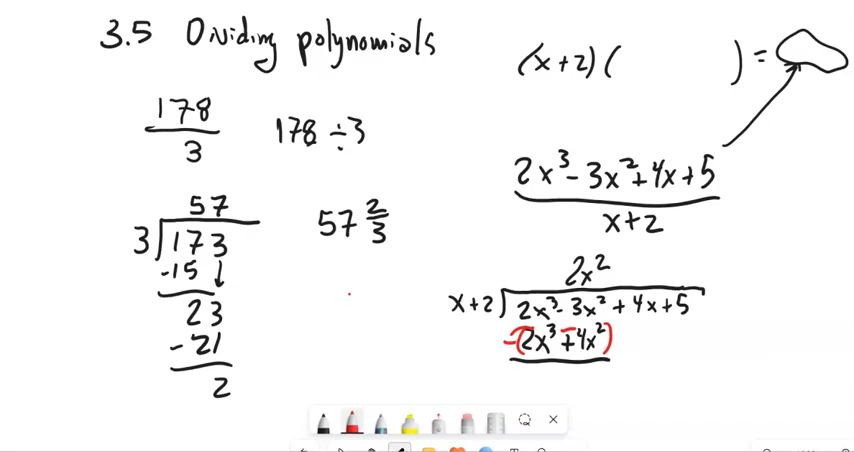 3.5 Dividing polynomials
(x+2)( ) =
178
3
178 ÷ 3
2x³ - 3x² + 4x + 5
x + 2
57
3 173
-15
23
- 21
2
57 2/3
2x²
x + 2 2x³ - 3x² + 4x + 5
-(2x³ + 4x²)